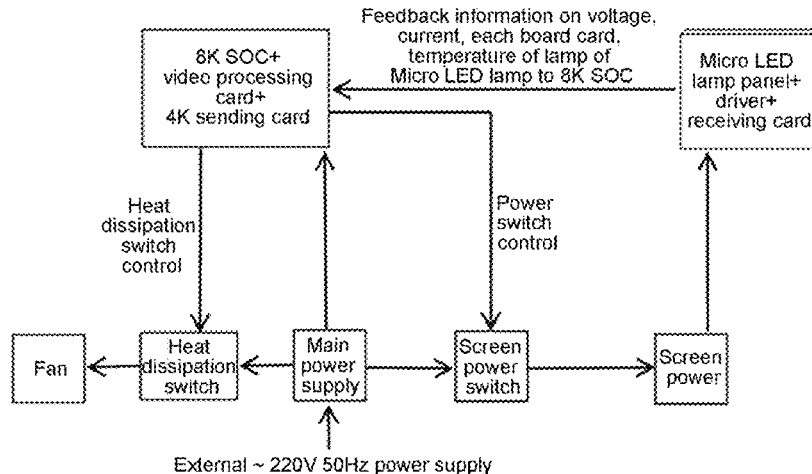 Feedback information on voltage,
current, each board card,
temperature of lamp of
Micro LED lamp to 8K SOC
8K SOC+
video processing
card+
4K sending card
Micro LED
lamp panel+
driver+
receiving card
Heat
dissipation
switch
control
Power
switch
control
Fan
Heat
dissipation
switch
Main
power
supply
Screen
power
switch
Screen
power
External ~ 220V 50Hz power supply